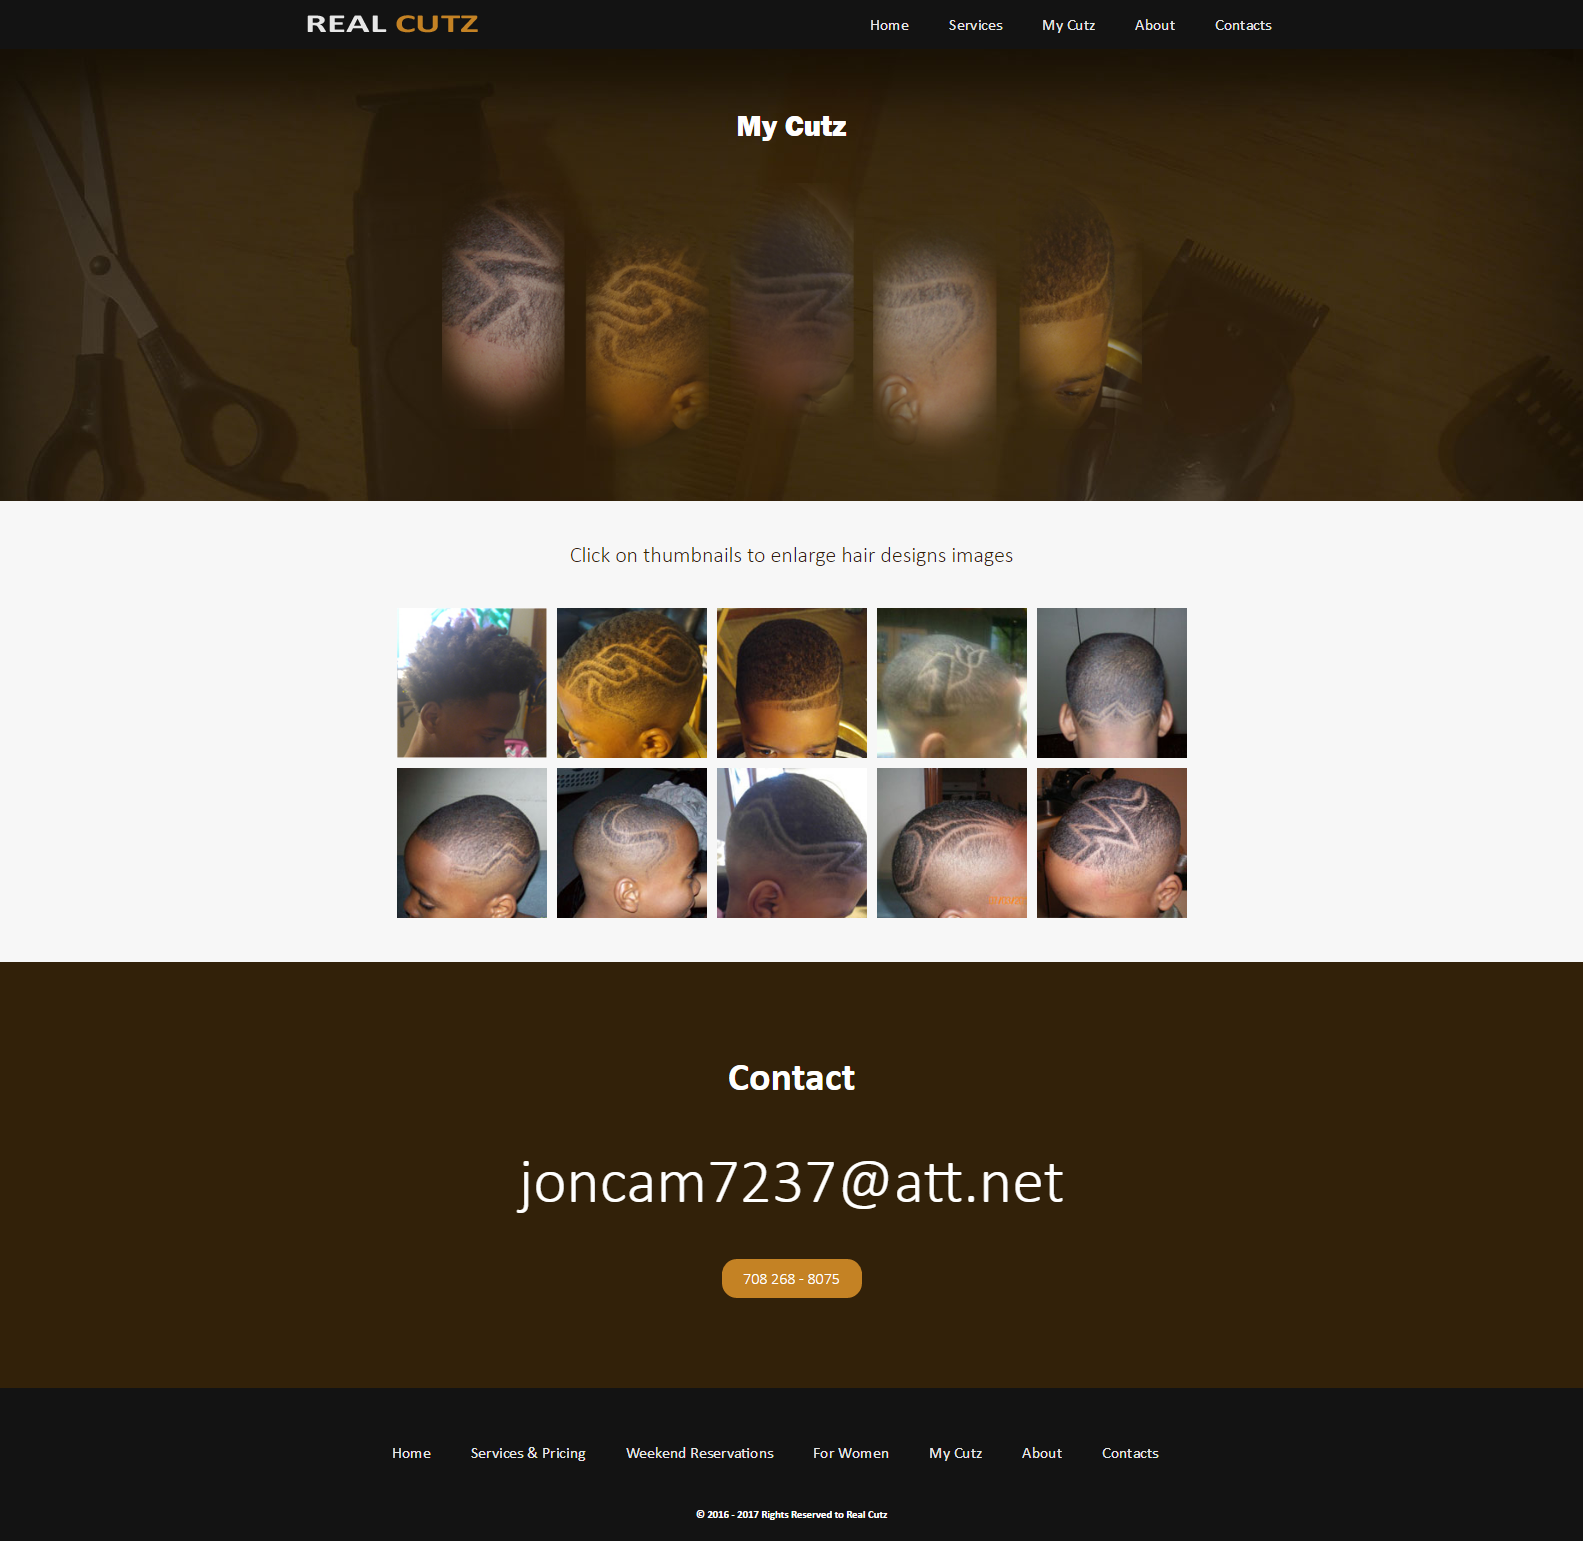 REAL CUTZ
Home Services My Cutz About Contacts
My Cutz
Click on thumbnails to enlarge hair designs images
Contact
joncam7237@att.net
708 268 - 8075
Home Services & Pricing Weekend Reservations For Women My Cutz About Contacts
© 2016 - 2017 Rights Reserved to Real Cutz